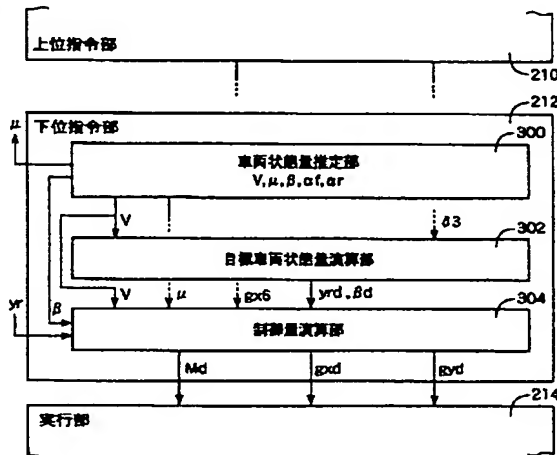 上位指令部
210
212
下位指令部
300
μ
車両状態量推定部
V,μ,β,αf,αr
V
δ3
302
目標車両状態量演算部
yr
β
V
μ
gx6
yrd,βd
304
制御量演算部
Md
gxd
gyd
214
実行部